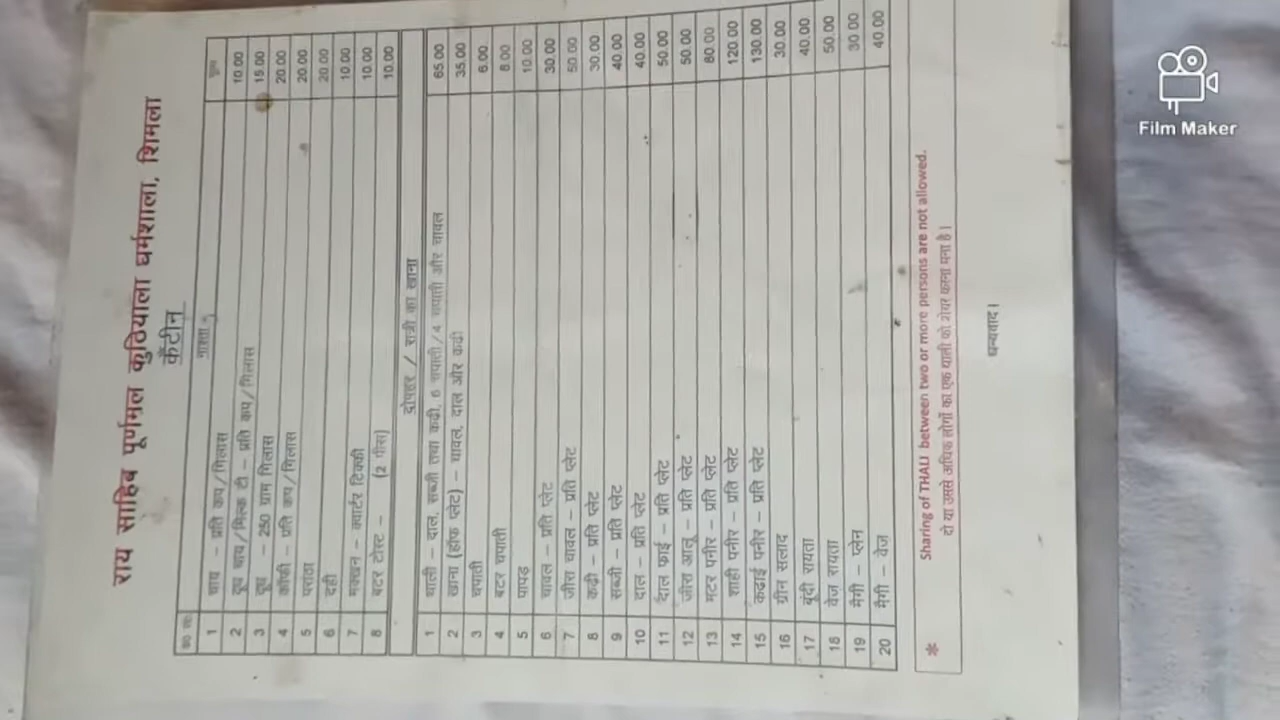 राय साहिब पूर्णमल कुठियाला धर्मशाला, शिमला
कैंटीन
क्र० सं० नाश्ता मूल्य
1 चाय – प्रति कप/गिलास 10.00
2 दूध चाय/मिल्क टी – प्रति कप/गिलास 15.00
3 दूध – 250 ग्राम गिलास 20.00
4 कॉफी – प्रति कप/गिलास 20.00
5 परांठा 20.00
6 दही 10.00
7 मक्खन – क्वार्टर टिक्की 10.00
8 बटर टोस्ट – (2 पीस) 10.00
दोपहर / रात्री का खाना
1 थाली – दाल, सब्जी तथा कढ़ी, 6 चपाती/4 चपाती और चावल 65.00
2 खाना (हॉफ प्लेट) – चावल, दाल और कढ़ी 35.00
3 चपाती 6.00
4 बटर चपाती 8.00
5 पापड़ 10.00
6 चावल – प्रति प्लेट 30.00
7 जीरा चावल – प्रति प्लेट 50.00
8 कढ़ी – प्रति प्लेट 30.00
9 सब्जी – प्रति प्लेट 40.00
10 दाल – प्रति प्लेट 40.00
11 दाल फ्राई – प्रति प्लेट 50.00
12 जीरा आलू – प्रति प्लेट 50.00
13 मटर पनीर – प्रति प्लेट 80.00
14 शाही पनीर – प्रति प्लेट 120.00
15 कढाई पनीर – प्रति प्लेट 130.00
16 ग्रीन सलाद 30.00
17 बूंदी रायता 40.00
18 वेज रायता 50.00
19 मैगी – प्लेन 30.00
20 मैगी – वेज 40.00
* Sharing of THALI between two or more persons are not allowed.
दो या उससे अधिक लोगों का एक थाली को शेयर करना मना है।
धन्यवाद।
Film Maker